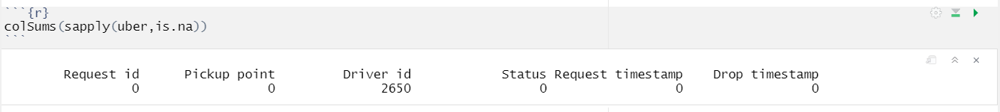 ```{r}
colSums(sapply(uber,is.na))
```
Request id Pickup point Driver id Status Request timestamp Drop timestamp
0 0 2650 0 0 0